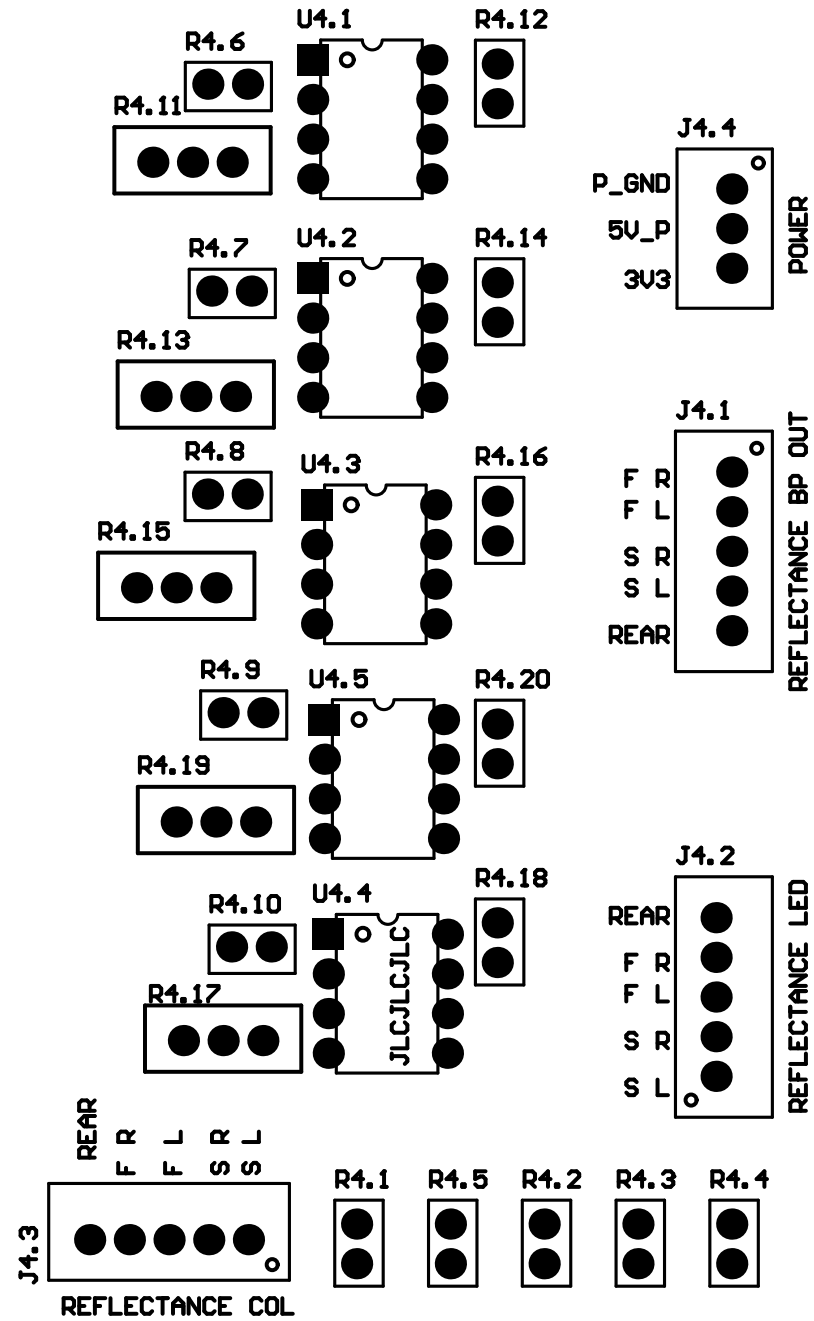 U4.1
R4.12
R4.6
R4.11
J4.4
P_GND
5V_P
3V3
POWER
U4.2
R4.14
R4.7
R4.13
J4.1
F R
F L
S R
S L
REAR
REFLECTANCE BP OUT
R4.8
U4.3
R4.16
R4.15
R4.9
U4.5
R4.20
R4.19
J4.2
REAR
F R
F L
S R
S L
REFLECTANCE LED
R4.10
U4.4
R4.18
R4.17
JLCJLCJLCJLC
REAR
F R
F L
S R
S L
J4.3
REFLECTANCE COL
R4.1
R4.5
R4.2
R4.3
R4.4